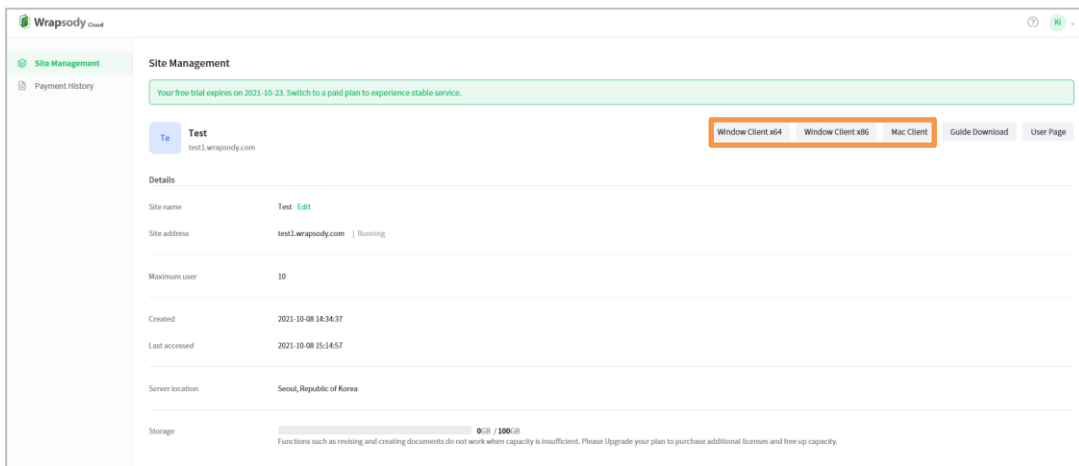 Wrapsody Cloud
Ki
Site Management
Payment History
Site Management
Your free trial expires on 2021-10-23. Switch to a paid plan to experience stable service.
Te
Test
test1.wrapsody.com
Window Client x64 Window Client x86 Mac Client Guide Download User Page
Details
Site name Test Edit
Site address test1.wrapsody.com | Running
Maximum user 10
Created 2021-10-08 14:34:37
Last accessed 2021-10-08 15:14:57
Server location Seoul, Republic of Korea
Storage 0GB / 100GB
Functions such as revising and creating documents do not work when capacity is insufficient. Please Upgrade your plan to purchase additional licenses and free up capacity.